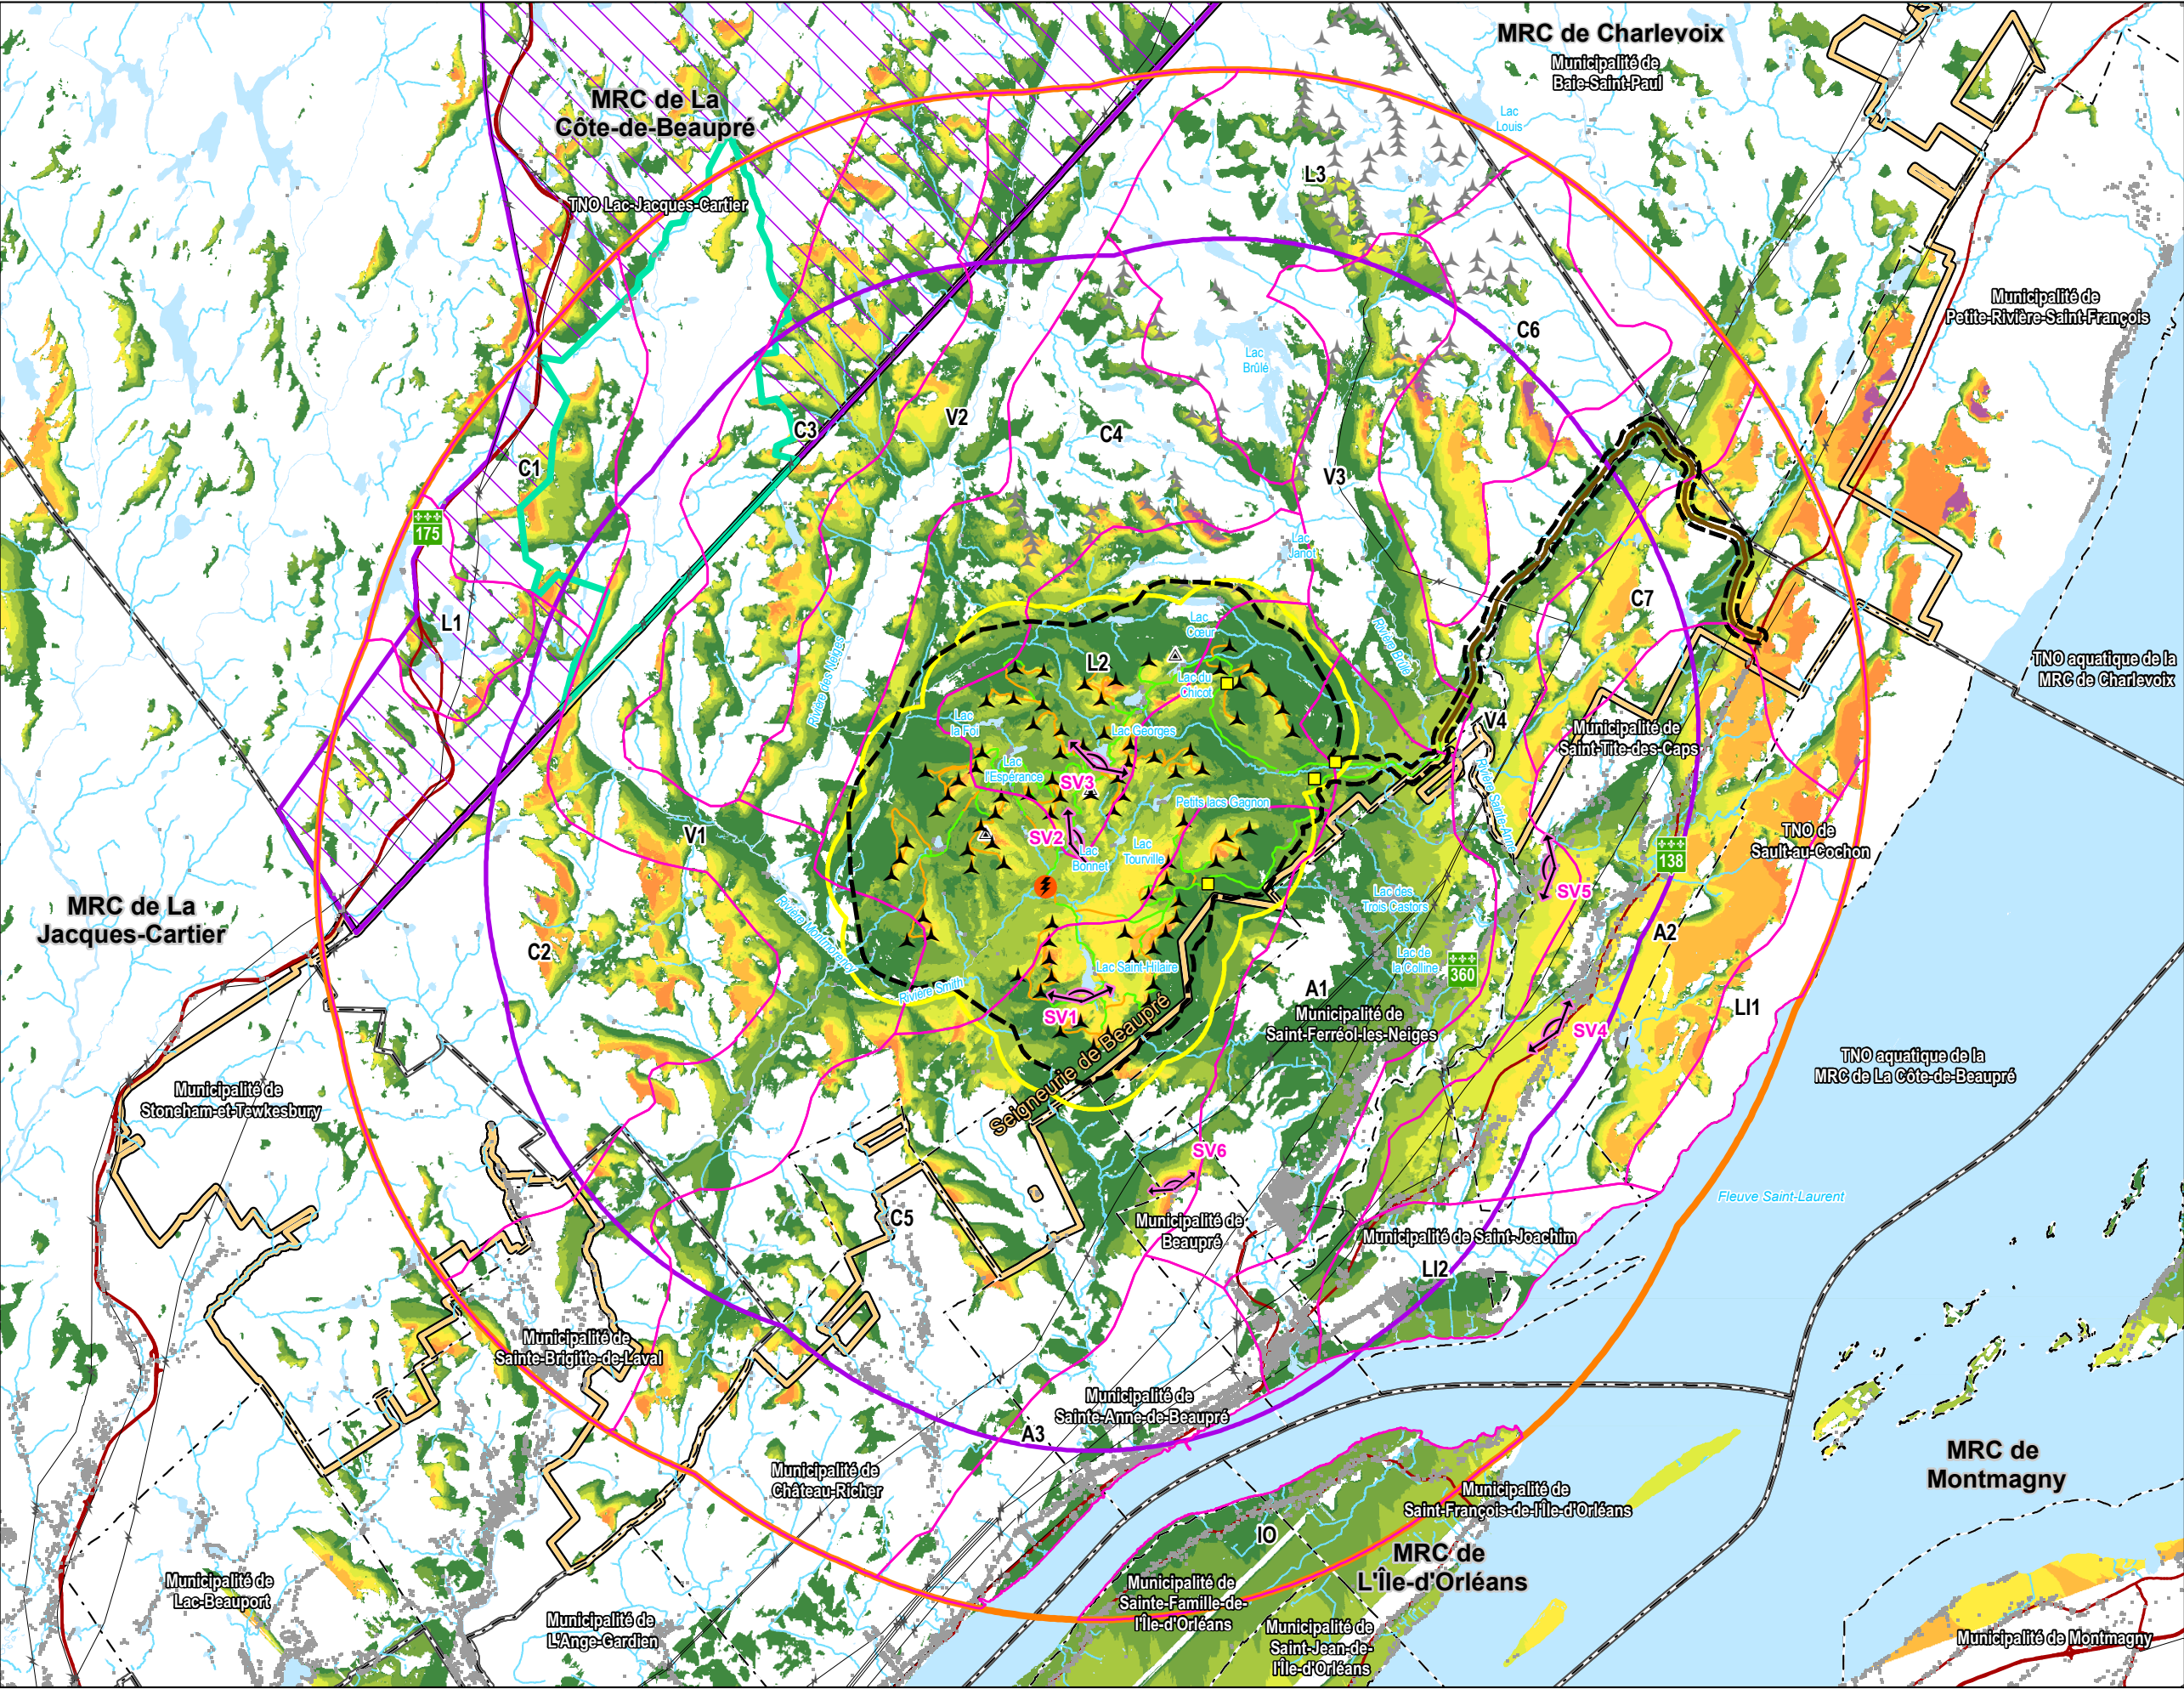 MRC de Charlevoix
Municipalité de
Baie-Saint-Paul
MRC de La
Côte-de-Beaupré
Lac
Louis
L3
TNO Lac-Jacques-Cartier
Municipalité de
Petite-Rivière-Saint-François
C6
Lac
Brûlé
V2
C3
C4
C1
V3
175
Lac
Janot
L1
C7
Lac
Cœur
Rivière des Neiges
Rivière Brûlé
L2
Lac du
Chicot
TNO aquatique de la
MRC de Charlevoix
Lac
la Foi
Lac Georges
V4
Municipalité de
Saint-Tite-des-Caps
Lac
l'Espérance
SV3
Rivière Sainte-Anne
Petits lacs Gagnon
V1
SV2
Lac
Bonnet
Lac
Tourville
TNO de
Sault-au-Cochon
138
SV5
Lac des
Trois Castors
MRC de La
Jacques-Cartier
Rivière Montmorency
C2
A2
Lac de
la Colline
360
Lac Saint-Hilaire
Rivière Smith
A1
SV1
LI1
Municipalité de
Saint-Ferréol-les-Neiges
SV4
Seigneurie de Beaupré
TNO aquatique de la
MRC de La Côte-de-Beaupré
Municipalité de
Stoneham-et-Tewkesbury
SV6
Fleuve Saint-Laurent
C5
Municipalité de
Beaupré
Municipalité de Saint-Joachim
LI2
Municipalité de
Sainte-Brigitte-de-Laval
Municipalité de
Sainte-Anne-de-Beaupré
A3
MRC de
Montmagny
Municipalité de
Château-Richer
Municipalité de
Saint-François-de-l'Île-d'Orléans
IO
MRC de
L'Île-d'Orléans
Municipalité de
Lac-Beauport
Municipalité de
Sainte-Famille-de-
l'Île-d'Orléans
Municipalité de
L'Ange-Gardien
Municipalité de
Saint-Jean-de-
l'Île-d'Orléans
Municipalité de Montmagny